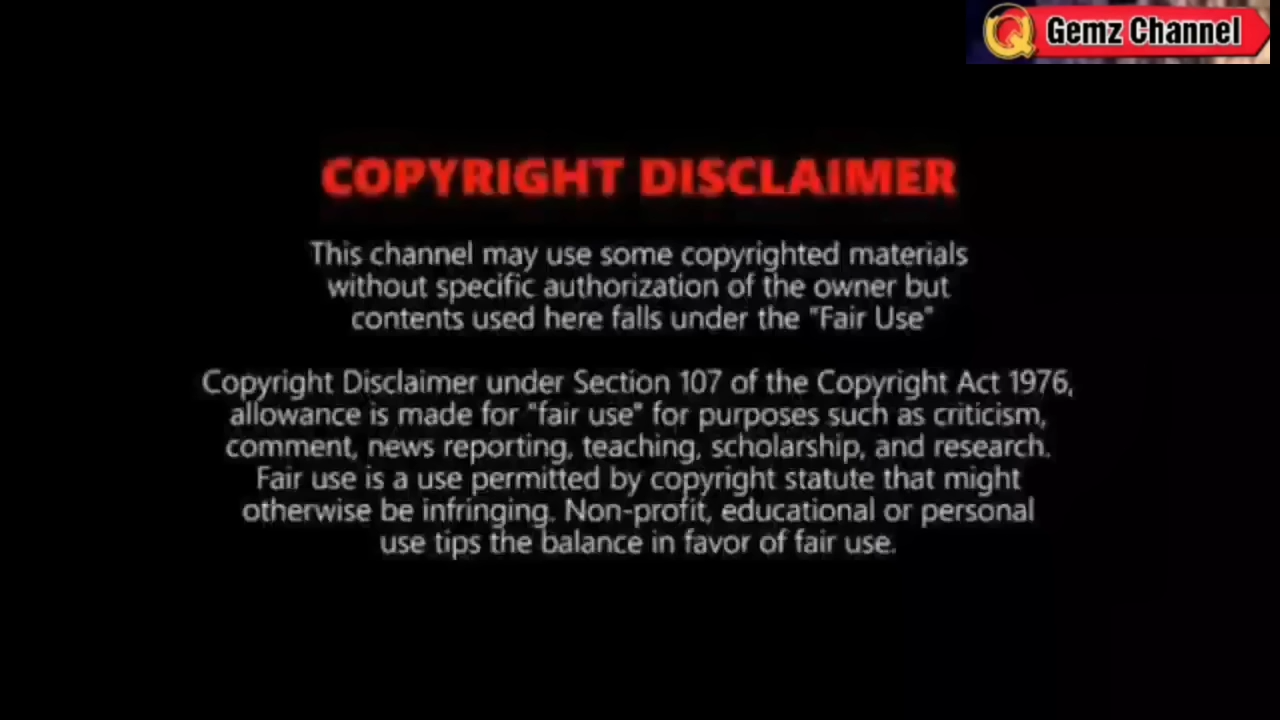 Gemz Channel
COPYRIGHT DISCLAIMER
This channel may use some copyrighted materials
without specific authorization of the owner but
contents used here falls under the "Fair Use"
Copyright Disclaimer under Section 107 of the Copyright Act 1976,
allowance is made for "fair use" for purposes such as criticism,
comment, news reporting, teaching, scholarship, and research.
Fair use is a use permitted by copyright statute that might
otherwise be infringing. Non-profit, educational or personal
use tips the balance in favor of fair use.